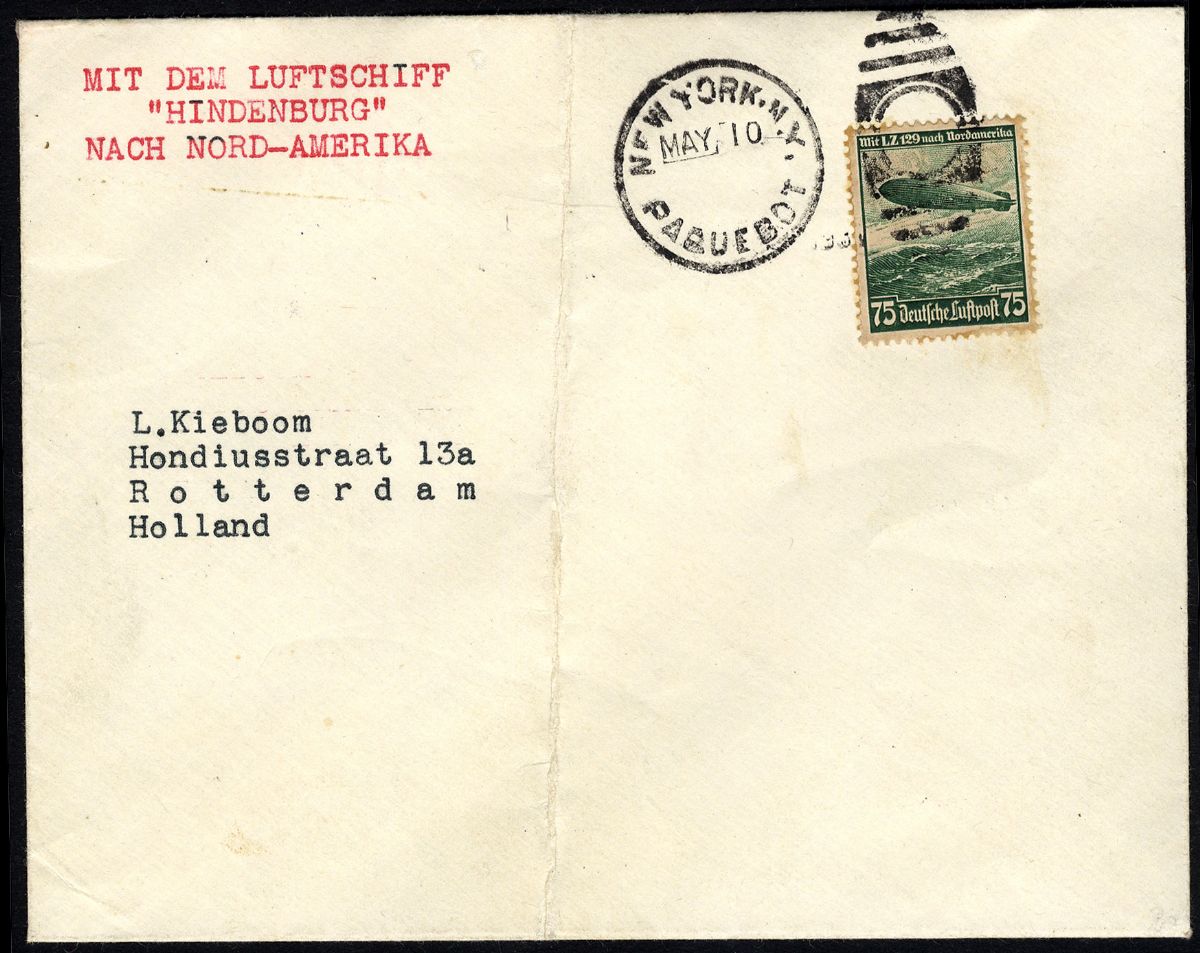 MIT DEM LUFTSCHIFF
"HINDENBURG"
NACH NORD-AMERIKA
NEW YORK, N.Y.
MAY 10
PAQUEBOT
Mit LZ 129 nach Nordamerika
75 Deutsche Luftpost 75
L.Kieboom
Hondiusstraat 13a
R o t t e r d a m
Holland